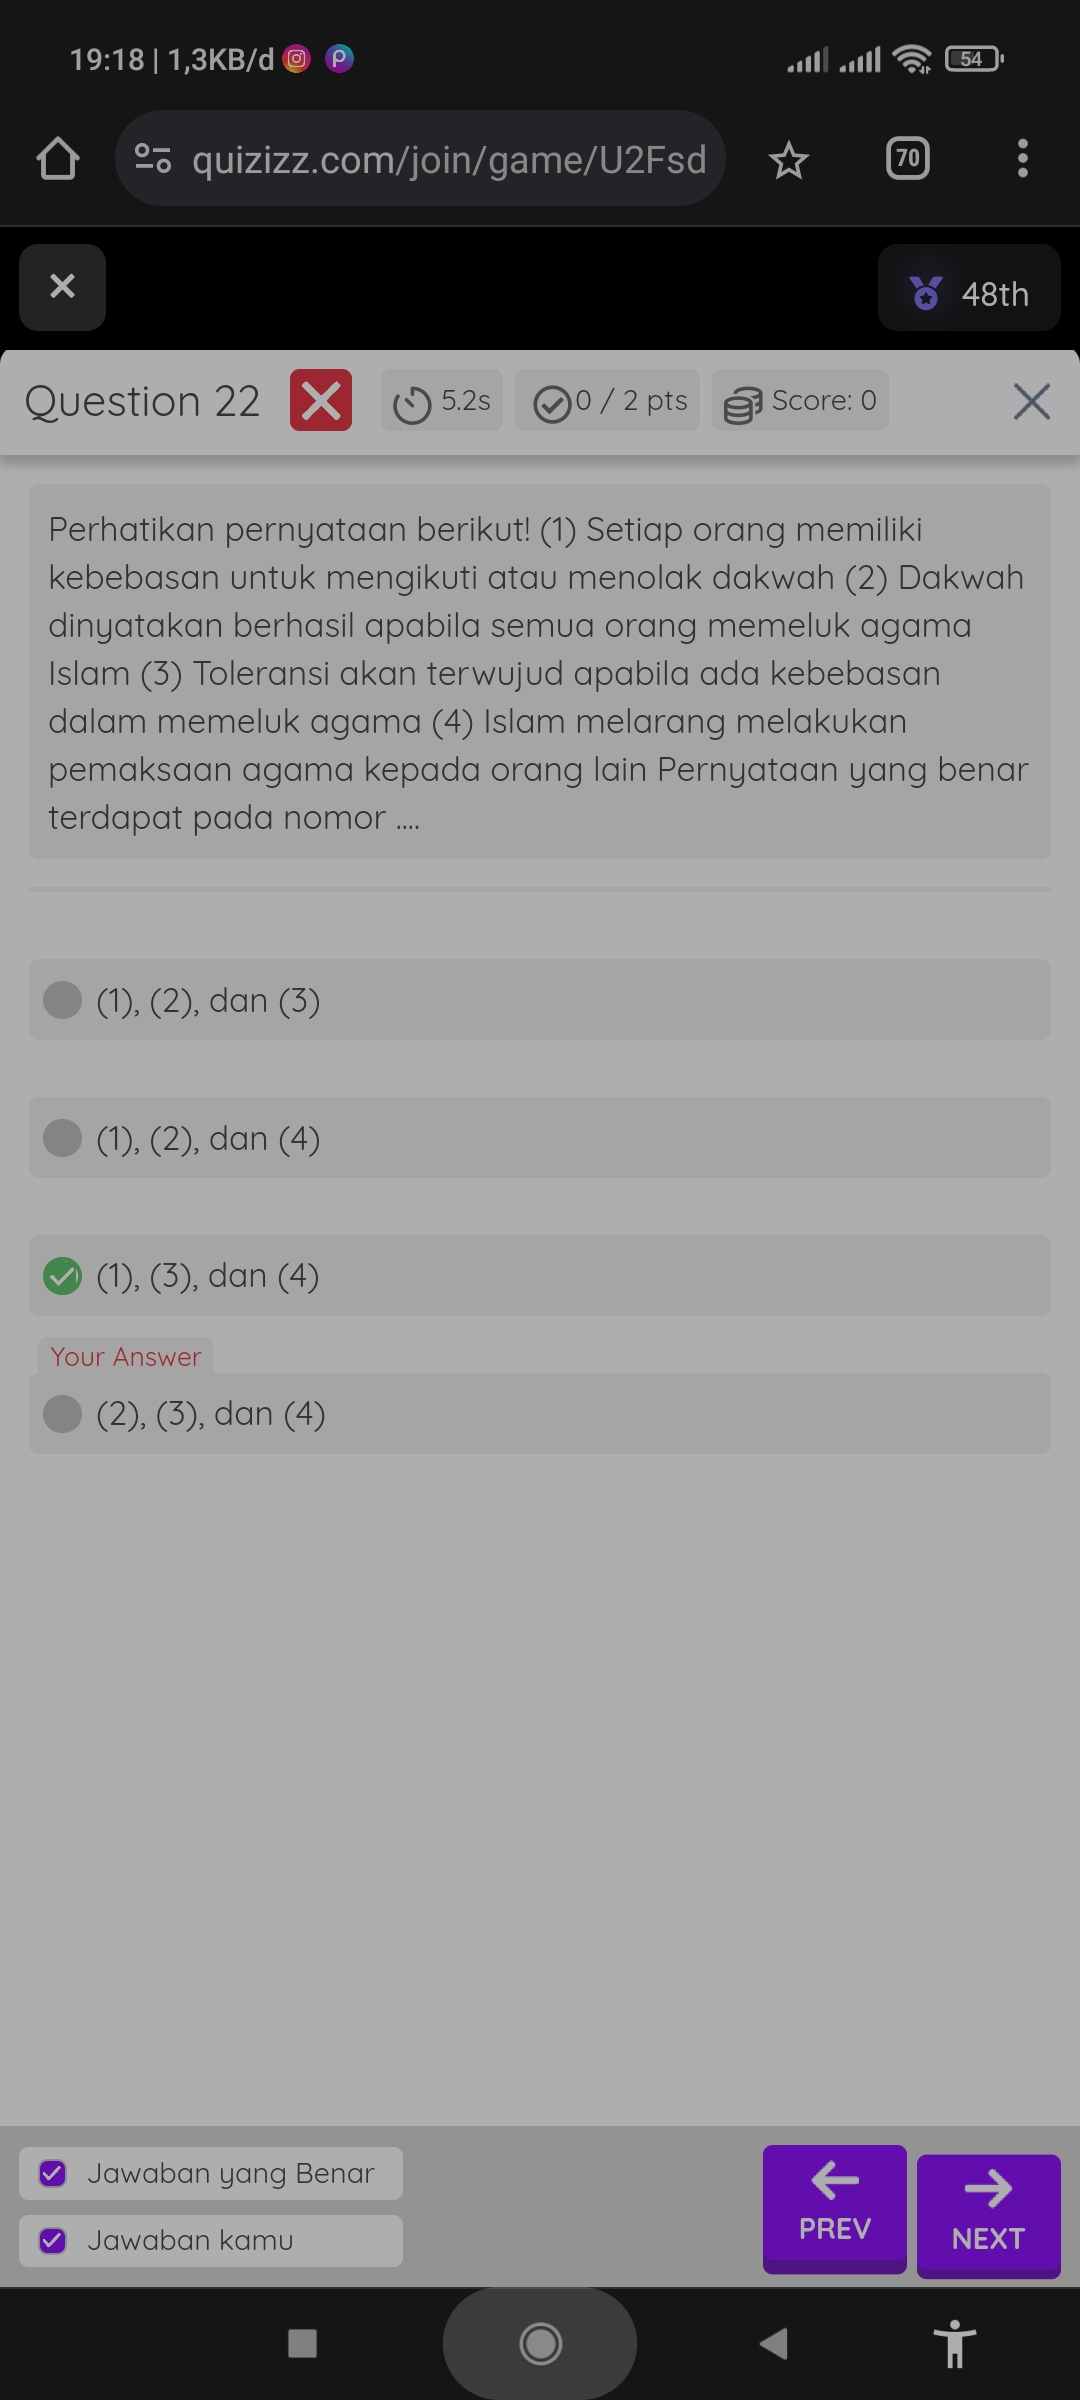 19:18 | 1,3KB/d
54
quizizz.com/join/game/U2Fsd
70
48th
Question 22
5.2s
0 / 2 pts
Score: 0
Perhatikan pernyataan berikut! (1) Setiap orang memiliki
kebebasan untuk mengikuti atau menolak dakwah (2) Dakwah
dinyatakan berhasil apabila semua orang memeluk agama
Islam (3) Toleransi akan terwujud apabila ada kebebasan
dalam memeluk agama (4) Islam melarang melakukan
pemaksaan agama kepada orang lain Pernyataan yang benar
terdapat pada nomor ....
(1), (2), dan (3)
(1), (2), dan (4)
(1), (3), dan (4)
Your Answer
(2), (3), dan (4)
Jawaban yang Benar
Jawaban kamu
PREV
NEXT